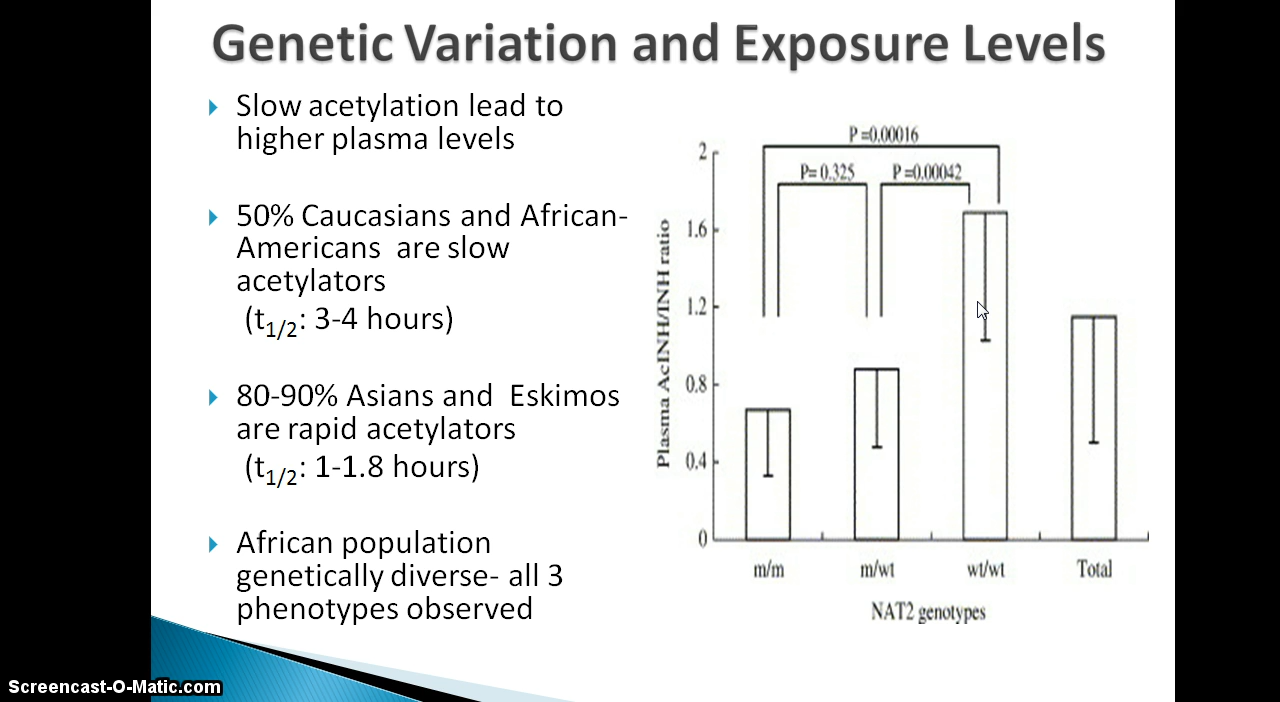 Genetic Variation and Exposure Levels
Slow acetylation lead to
higher plasma levels
50% Caucasians and African-
Americans are slow
acetylators
(t1/2: 3-4 hours)
80-90% Asians and Eskimos
are rapid acetylators
(t1/2: 1-1.8 hours)
African population
genetically diverse- all 3
phenotypes observed
P =0.00016
P= 0.325 P =0.00042
Plasma AcINH/INH ratio
2
1.6
1.2
0.8
0.4
0
m/m m/wt wt/wt Total
NAT2 genotypes
Screencast-O-Matic.com